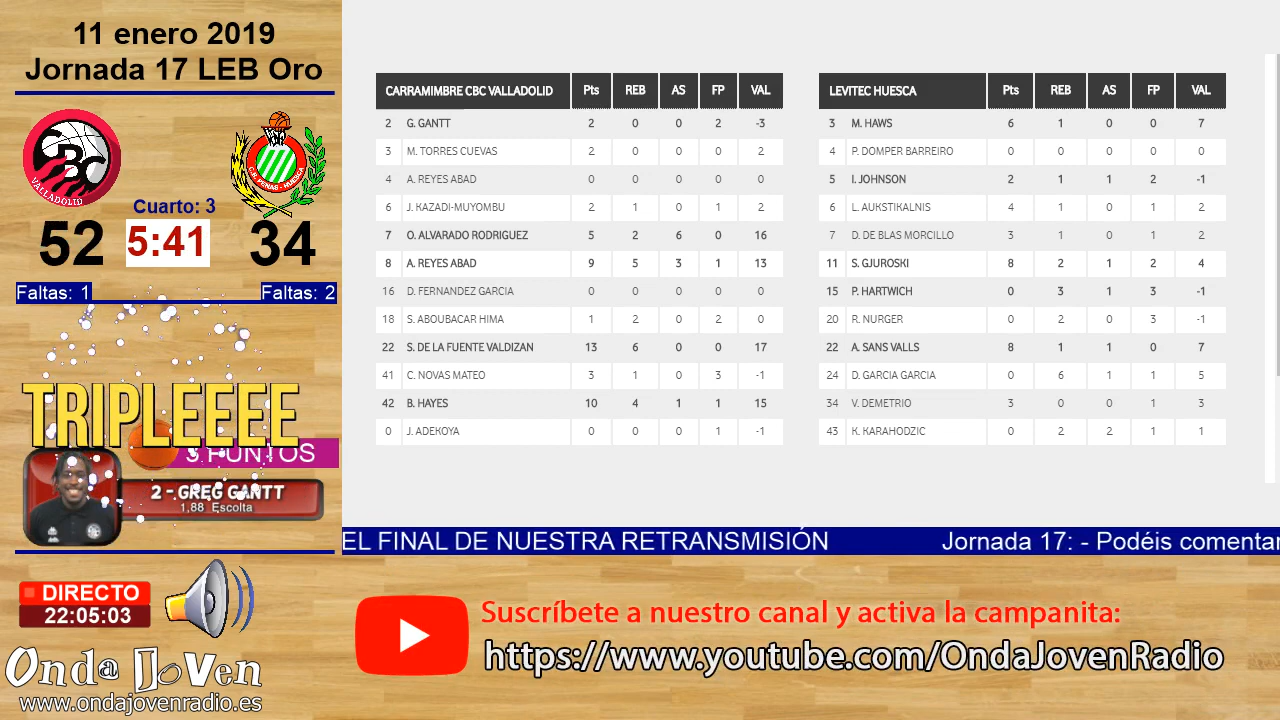 11 enero 2019
Jornada 17 LEB Oro
CBC
VALLADOLID
C.B. PEÑAS - HUESCA
Cuarto: 3
52 5:41 34
Faltas: 1 Faltas: 2
TRIPLEEEE
3 PUNTOS
2 - GREG GANTT
1,88 Escolta
DIRECTO
22:05:03
Onda Joven
www.ondajovenradio.es
CARRAMIMBRE CBC VALLADOLID Pts REB AS FP VAL
2 G. GANTT 2 0 0 2 -3
3 M. TORRES CUEVAS 2 0 0 0 0
4 A. REYES ABAD 0 0 0 0 0
6 J. KAZADI-MUYOMBU 2 1 0 1 2
7 O. ALVARADO RODRIGUEZ 5 2 6 0 16
8 A. REYES ABAD 9 5 3 1 13
16 D. FERNANDEZ GARCIA 0 0 0 0 0
18 S. ABOUBACAR HIMA 1 2 0 2 0
22 S. DE LA FUENTE VALDIZAN 13 6 0 0 17
41 C. NOVAS MATEO 3 1 0 3 -1
42 B. HAYES 10 4 1 1 15
0 J. ADEKOYA 0 0 0 1 -1
LEVITEC HUESCA Pts REB AS FP VAL
3 M. HAWS 6 1 0 0 7
4 P. DOMPER BARREIRO 0 0 0 0 0
5 I. JOHNSON 2 1 1 2 -1
6 L. AUKSTIKALNIS 4 1 0 1 2
7 D. DE BLAS MORCILLO 3 1 0 1 2
11 S. GJUROSKI 8 2 1 2 4
15 P. HARTWICH 0 3 1 3 -1
20 R. NURGER 0 2 0 3 -1
22 A. SANS VALLS 8 1 1 0 7
24 D. GARCIA GARCIA 0 6 1 1 5
34 V. DEMETRIO 3 0 0 1 3
43 K. KARAHODZIC 0 2 2 1 1
EL FINAL DE NUESTRA RETRANSMISIÓN Jornada 17: - Podéis comentar
Suscríbete a nuestro canal y activa la campanita:
https://www.youtube.com/OndaJovenRadio